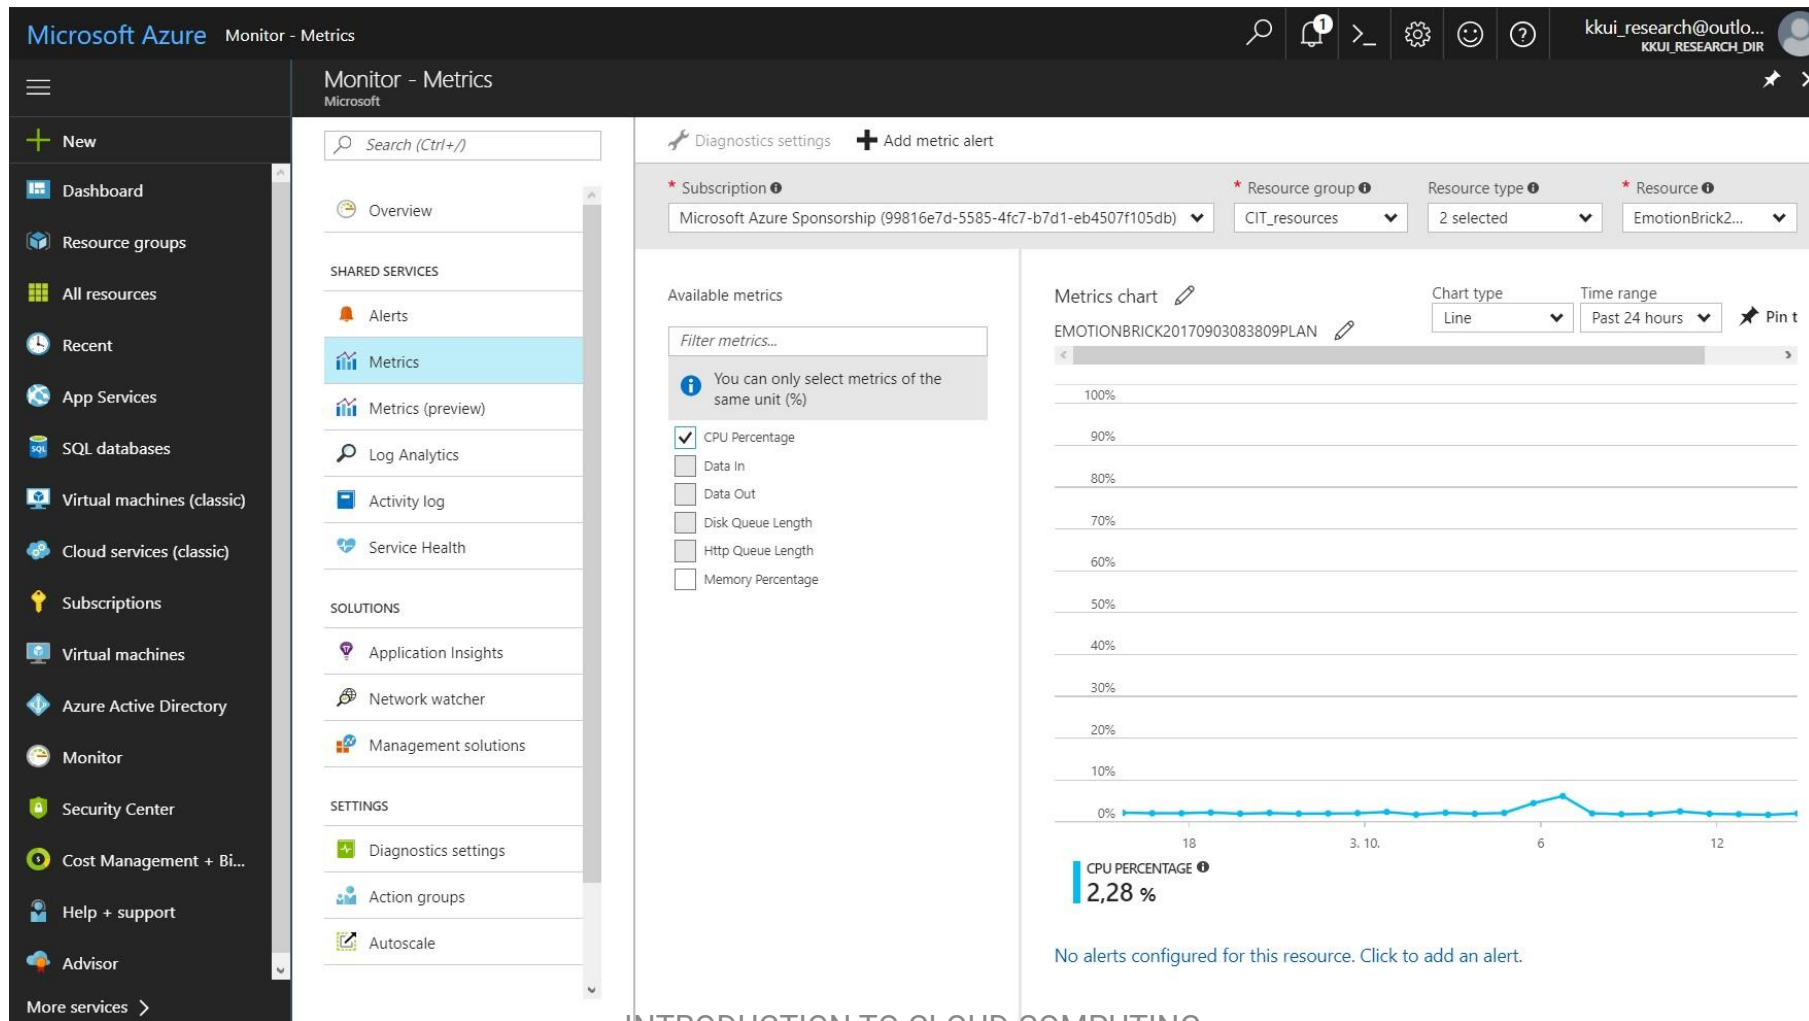 Microsoft Azure Monitor - Metrics
1
>_
kkui_research@outlo...
KKUI_RESEARCH_DIR
Monitor - Metrics
Microsoft
New
Dashboard
Resource groups
All resources
Recent
App Services
SQL databases
Virtual machines (classic)
Cloud services (classic)
Subscriptions
Virtual machines
Azure Active Directory
Monitor
Security Center
Cost Management + Bi...
Help + support
Advisor
More services
Search (Ctrl+/)
Overview
SHARED SERVICES
Alerts
Metrics
Metrics (preview)
Log Analytics
Activity log
Service Health
SOLUTIONS
Application Insights
Network watcher
Management solutions
SETTINGS
Diagnostics settings
Action groups
Autoscale
Diagnostics settings Add metric alert
* Subscription
Microsoft Azure Sponsorship (99816e7d-5585-4fc7-b7d1-eb4507f105db)
* Resource group
CIT_resources
Resource type
2 selected
* Resource
EmotionBrick2...
Available metrics
Filter metrics...
You can only select metrics of the
same unit (%)
CPU Percentage
Data In
Data Out
Disk Queue Length
Http Queue Length
Memory Percentage
Metrics chart
EMOTIONBRICK20170903083809PLAN
Chart type
Line
Time range
Past 24 hours
Pin t
100%
90%
80%
70%
60%
50%
40%
30%
20%
10%
0%
18 3. 10. 6 12
CPU PERCENTAGE
2,28 %
No alerts configured for this resource. Click to add an alert.
INTRODUCTION TO CLOUD COMPUTING